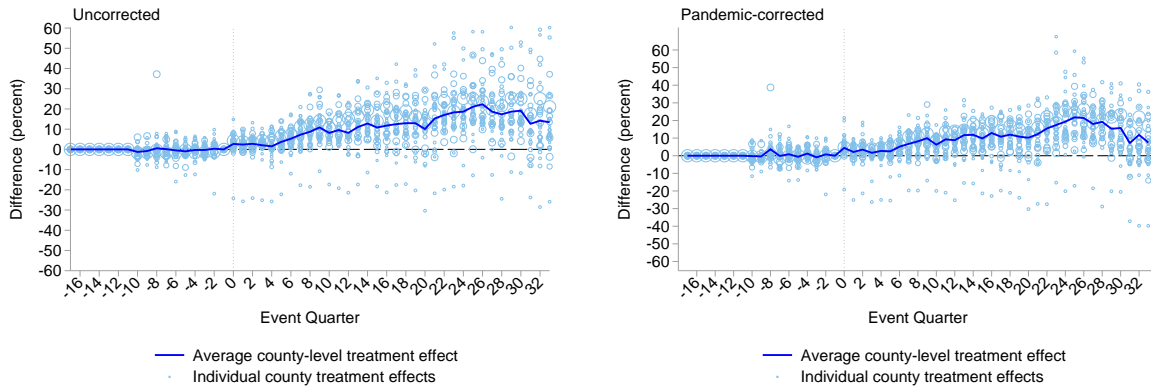 Uncorrected
60
50
40
30
20
10
0
-10
-20
-30
-40
-50
-60
Difference (percent)
-16 -14 -12 -10 -8 -6 -4 -2 0 2 4 6 8 10 12 14 16 18 20 22 24 26 28 30 32
Event Quarter
Average county-level treatment effect
Individual county treatment effects
Pandemic-corrected
60
50
40
30
20
10
0
-10
-20
-30
-40
-50
-60
Difference (percent)
-16 -14 -12 -10 -8 -6 -4 -2 0 2 4 6 8 10 12 14 16 18 20 22 24 26 28 30 32
Event Quarter
Average county-level treatment effect
Individual county treatment effects